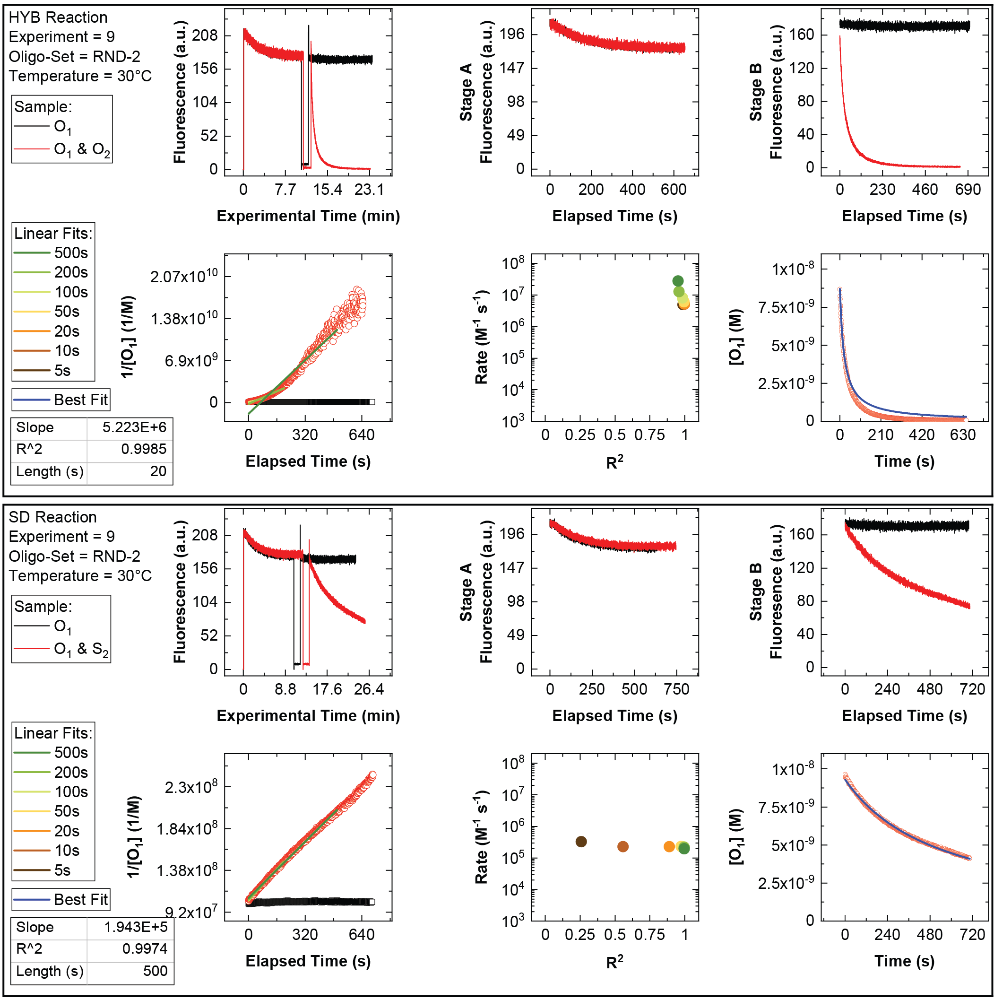 HYB Reaction
Experiment = 9
Oligo-Set = RND-2
Temperature = 30°C
Sample:
O1
O1 & O2
Fluorescence (a.u.)
208
156
104
52
0
0 7.7 15.4 23.1
Experimental Time (min)
Stage A
Fluorescence (a.u.)
196
147
98
49
0
0 200 400 600
Elapsed Time (s)
Stage B
Fluoresence (a.u.)
160
120
80
40
0
0 230 460 690
Elapsed Time (s)
Linear Fits:
500s
200s
100s
50s
20s
10s
5s
Best Fit
Slope 5.223E+6
R^2 0.9985
Length (s) 20
1/[O1] (1/M)
2.07x10^10
1.38x10^10
6.9x10^9
0
0 320 640
Elapsed Time (s)
Rate (M^-1 s^-1)
10^8
10^7
10^6
10^5
10^4
10^3
0 0.25 0.5 0.75 1
R^2
[O1] (M)
1x10^-8
7.5x10^-9
5x10^-9
2.5x10^-9
0
0 210 420 630
Time (s)
SD Reaction
Experiment = 9
Oligo-Set = RND-2
Temperature = 30°C
Sample:
O1
O1 & S2
Fluorescence (a.u.)
208
156
104
52
0
0 8.8 17.6 26.4
Experimental Time (min)
Stage A
Fluorescence (a.u.)
196
147
98
49
0
0 250 500 750
Elapsed Time (s)
Stage B
Fluoresence (a.u.)
160
120
80
40
0
0 240 480 720
Elapsed Time (s)
Linear Fits:
500s
200s
100s
50s
20s
10s
5s
Best Fit
Slope 1.943E+5
R^2 0.9974
Length (s) 500
1/[O1] (1/M)
2.3x10^8
1.84x10^8
1.38x10^8
9.2x10^7
0 320 640
Elapsed Time (s)
Rate (M^-1 s^-1)
10^8
10^7
10^6
10^5
10^4
10^3
0 0.25 0.5 0.75 1
R^2
[O1] (M)
1x10^-8
7.5x10^-9
5x10^-9
2.5x10^-9
0
0 240 480 720
Time (s)